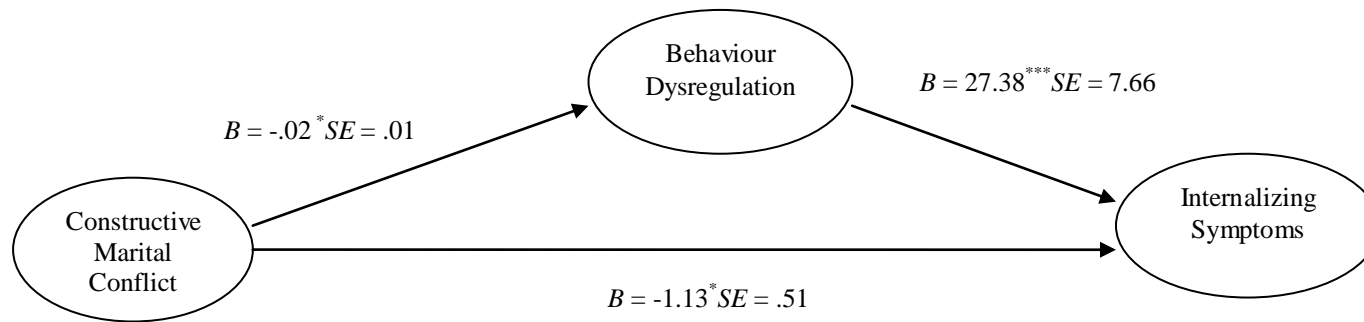 Behaviour
Dysregulation
B = 27.38***SE = 7.66
B = -.02 *SE = .01
Internalizing
Symptoms
Constructive
Marital
Conflict
B = -1.13*SE = .51